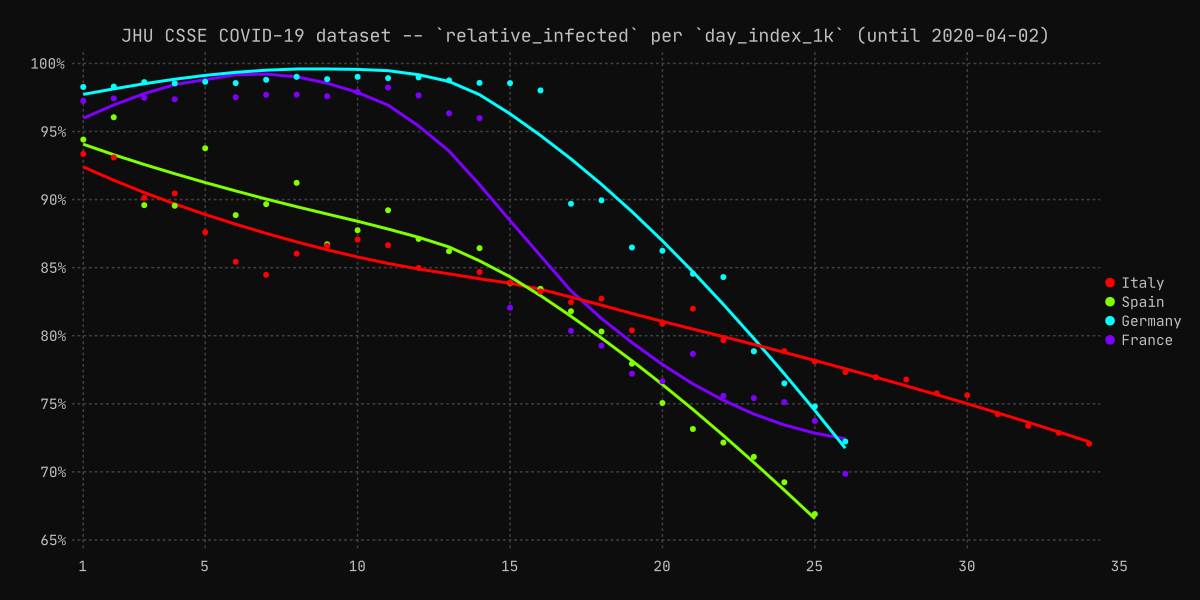 JHU CSSE COVID-19 dataset -- `relative_infected` per `day_index_1k` (until 2020-04-02)
100%
95%
90%
85%
80%
75%
70%
65%
1 5 10 15 20 25 30 35
Italy
Spain
Germany
France